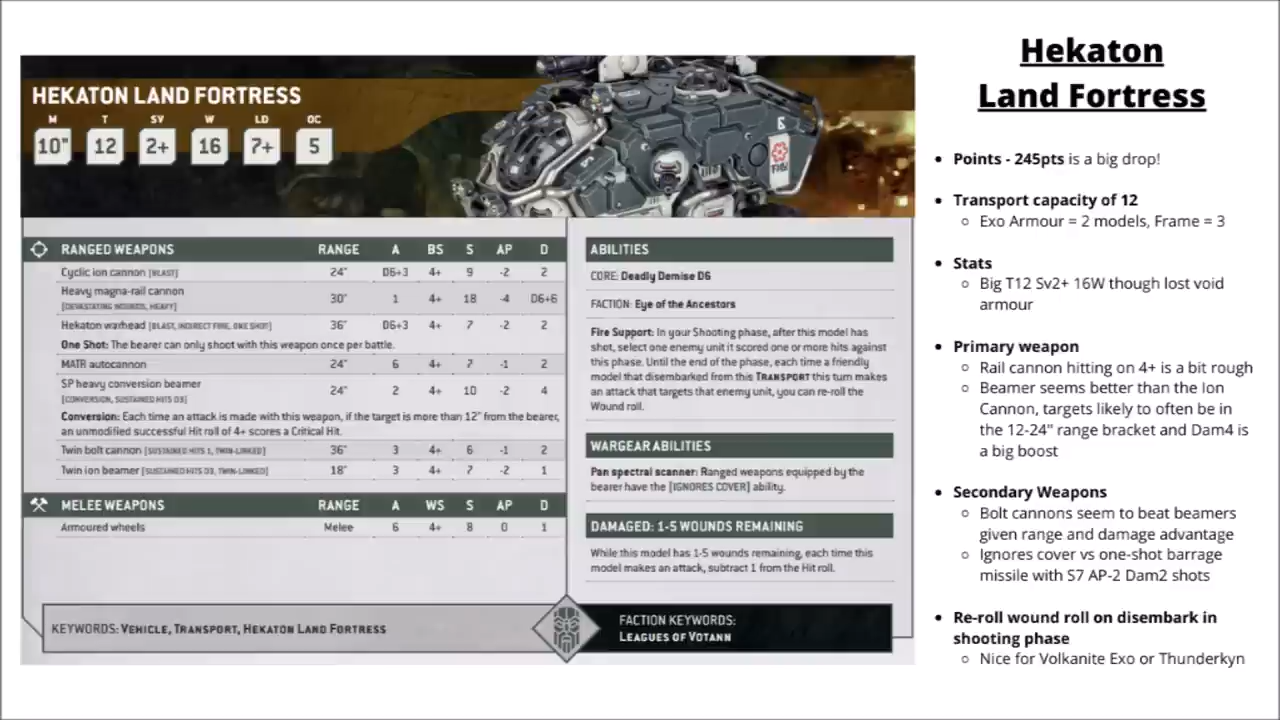 HEKATON LAND FORTRESS
M T SV W LD OC
10" 12 2+ 16 7+ 5
RANGED WEAPONS RANGE A BS S AP D
Cyclic ion cannon [BLAST] 24" D6+3 4+ 9 -2 2
Heavy magna-rail cannon
[DEVASTATING WOUNDS, HEAVY] 30" 1 4+ 18 -4 D6+6
Hekaton warhead [BLAST, INDIRECT FIRE, ONE SHOT] 36" D6+3 4+ 7 -2 2
One Shot: The bearer can only shoot with this weapon once per battle.
MATR autocannon 24" 6 4+ 7 -1 2
SP heavy conversion beamer
[CONVERSION, SUSTAINED HITS D3] 24" 2 4+ 10 -2 4
Conversion: Each time an attack is made with this weapon, if the target is more than 12" from the bearer,
an unmodified successful Hit roll of 4+ scores a Critical Hit.
Twin bolt cannon [SUSTAINED HITS 1, TWIN-LINKED] 36" 3 4+ 6 -1 2
Twin ion beamer [SUSTAINED HITS D3, TWIN-LINKED] 18" 3 4+ 7 -2 1
MELEE WEAPONS RANGE A WS S AP D
Armoured wheels Melee 6 4+ 8 0 1
ABILITIES
CORE: Deadly Demise D6
FACTION: Eye of the Ancestors
Fire Support: In your Shooting phase, after this model has
shot, select one enemy unit it scored one or more hits against
this phase. Until the end of the phase, each time a friendly
model that disembarked from this TRANSPORT this turn makes
an attack that targets that enemy unit, you can re-roll the
Wound roll.
WARGEAR ABILITIES
Pan spectral scanner: Ranged weapons equipped by the
bearer have the [IGNORES COVER] ability.
DAMAGED: 1-5 WOUNDS REMAINING
While this model has 1-5 wounds remaining, each time this
model makes an attack, subtract 1 from the Hit roll.
KEYWORDS: VEHICLE, TRANSPORT, HEKATON LAND FORTRESS
FACTION KEYWORDS:
LEAGUES OF VOTANN
Hekaton
Land Fortress
• Points - 245pts is a big drop!
• Transport capacity of 12
○ Exo Armour = 2 models, Frame = 3
• Stats
○ Big T12 Sv2+ 16W though lost void
armour
• Primary weapon
○ Rail cannon hitting on 4+ is a bit rough
○ Beamer seems better than the Ion
Cannon, targets likely to often be in
the 12-24" range bracket and Dam4 is
a big boost
• Secondary Weapons
○ Bolt cannons seem to beat beamers
given range and damage advantage
○ Ignores cover vs one-shot barrage
missile with S7 AP-2 Dam2 shots
• Re-roll wound roll on disembark in
shooting phase
○ Nice for Volkanite Exo or Thunderkyn